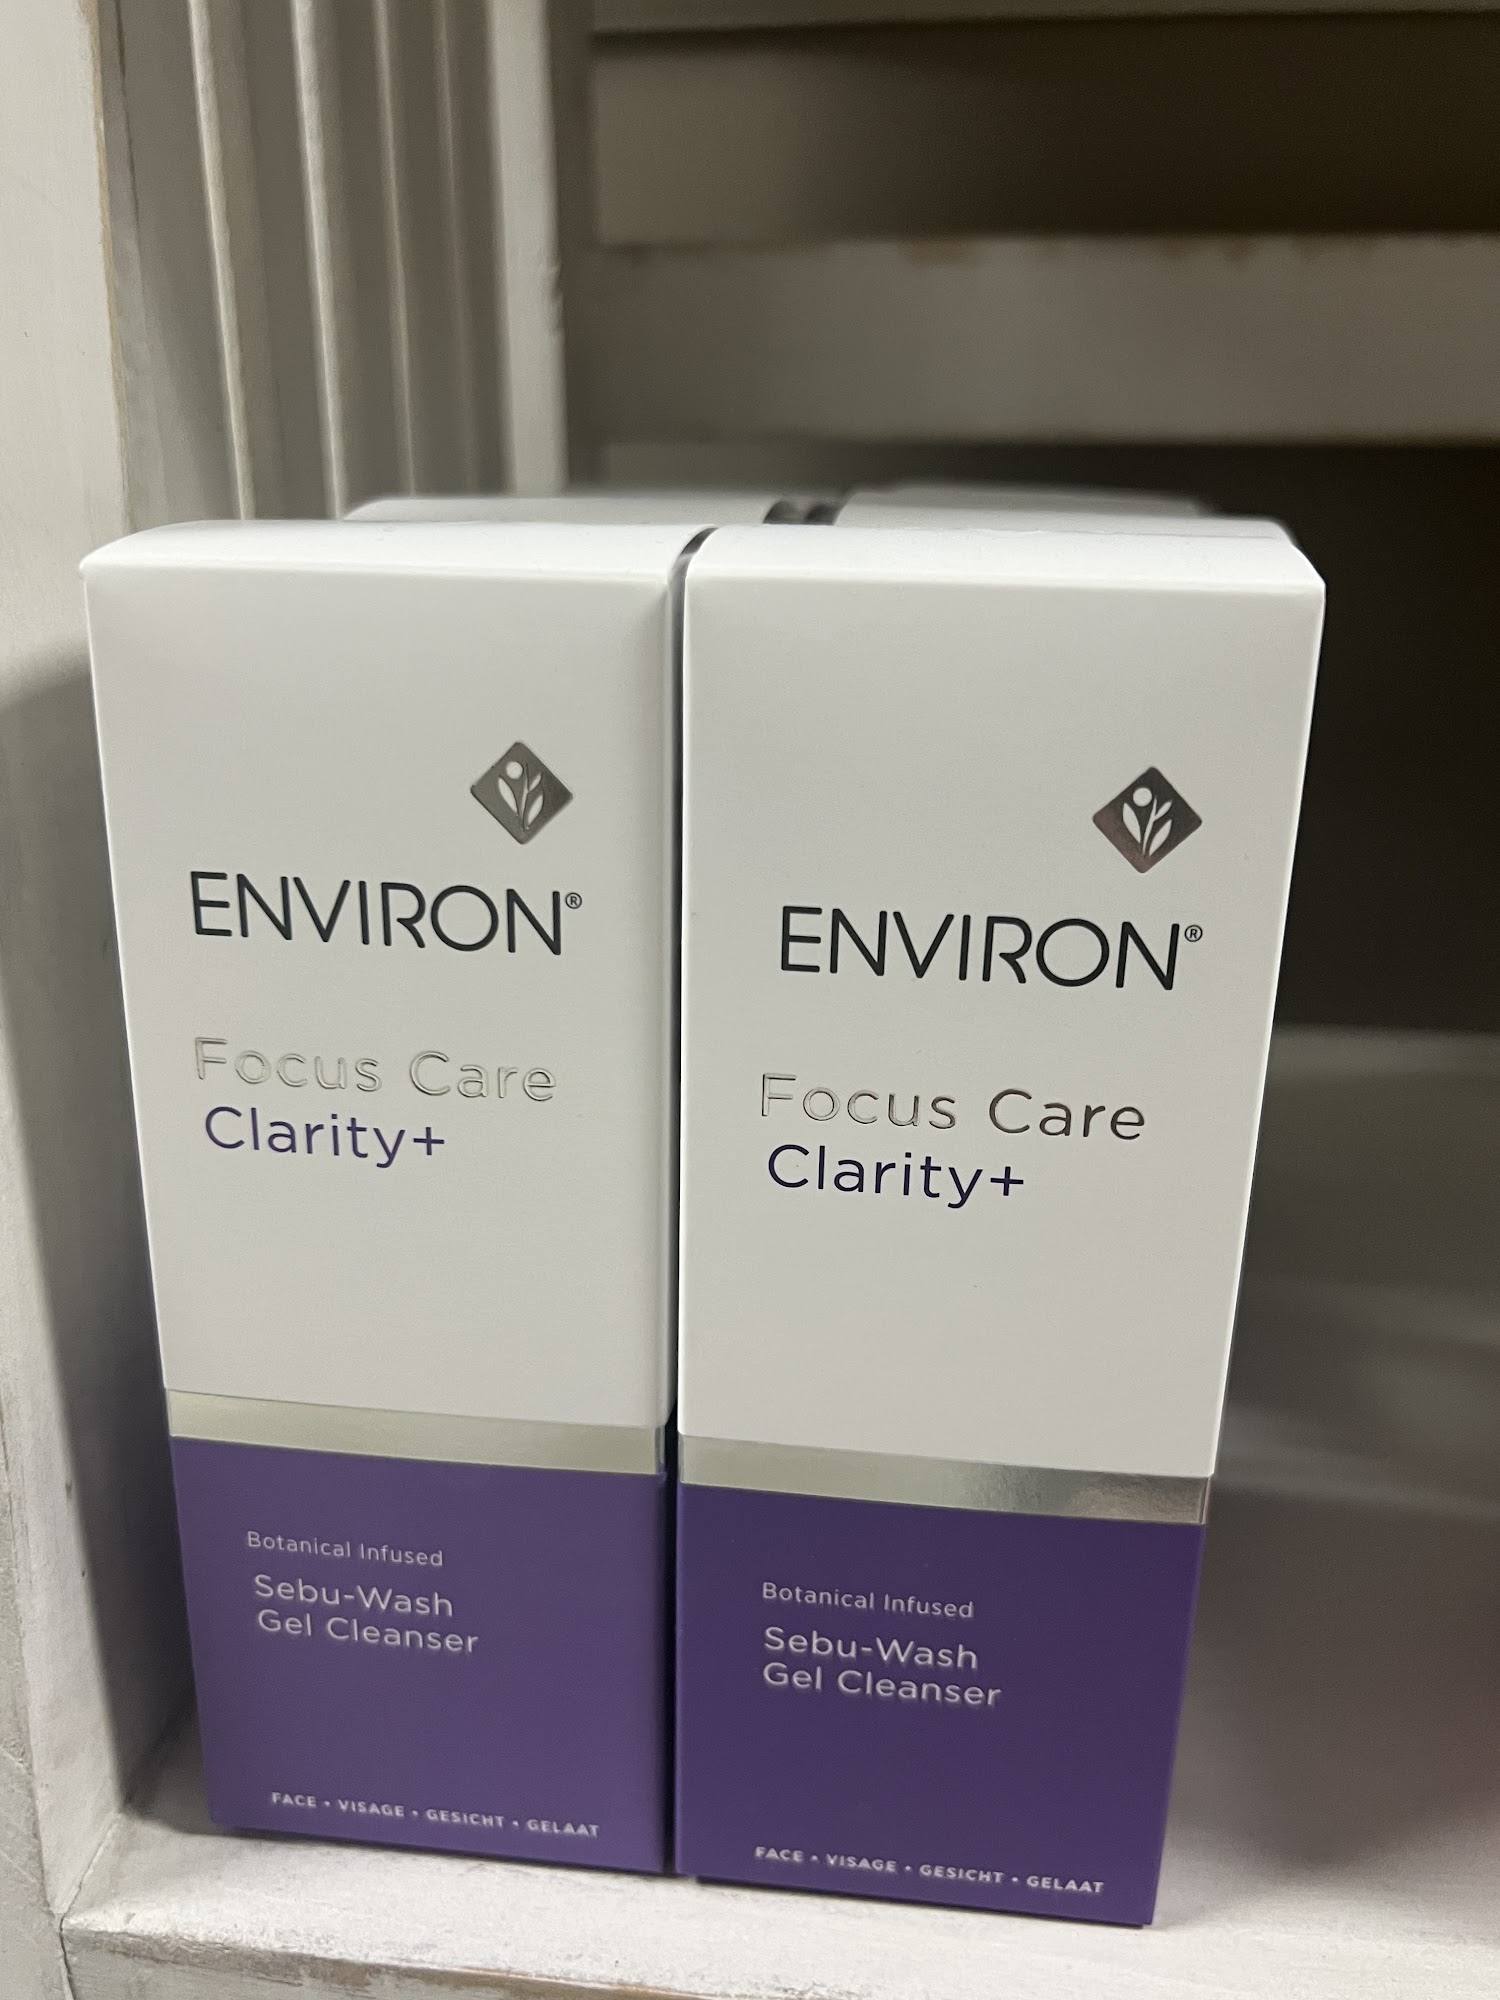 ENVIRON®
Focus Care
Clarity+
Botanical Infused
Sebu-Wash
Gel Cleanser
FACE • VISAGE • GESICHT • GELAAT
ENVIRON®
Focus Care
Clarity+
Botanical Infused
Sebu-Wash
Gel Cleanser
FACE • VISAGE • GESICHT • GELAAT